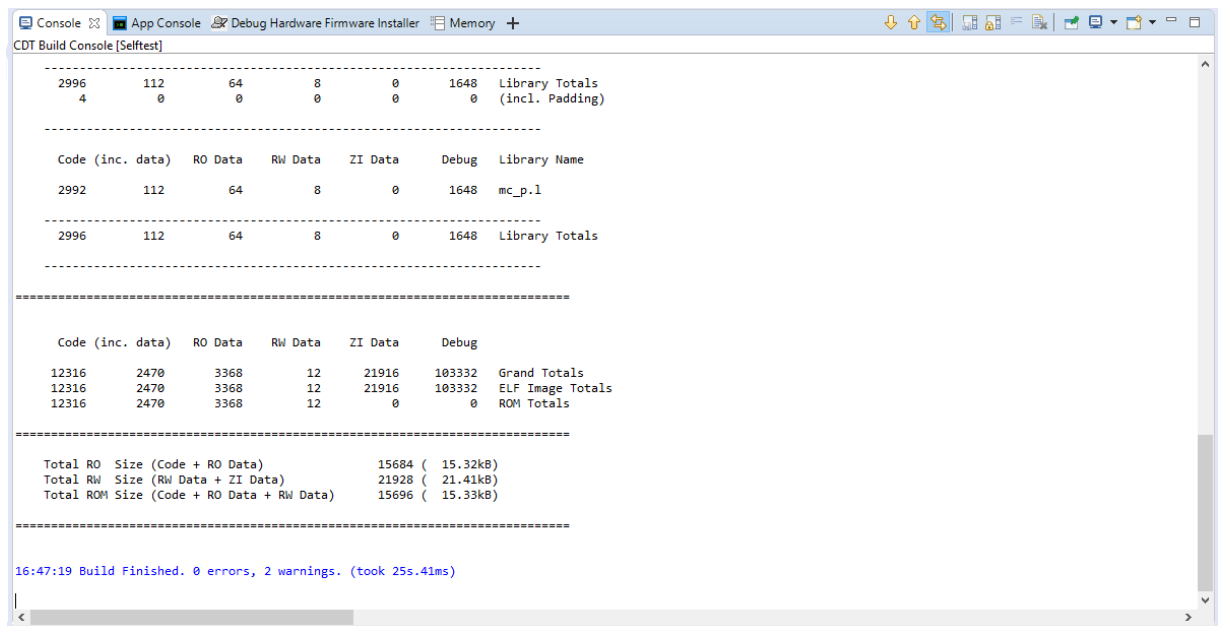 Console App Console Debug Hardware Firmware Installer Memory
CDT Build Console [Selftest]
----------------------------------------------------------------------
2996 112 64 8 0 1648 Library Totals
4 0 0 0 0 0 (incl. Padding)
----------------------------------------------------------------------
Code (inc. data) RO Data RW Data ZI Data Debug Library Name
2992 112 64 8 0 1648 mc_p.l
----------------------------------------------------------------------
2996 112 64 8 0 1648 Library Totals
----------------------------------------------------------------------
==============================================================================
Code (inc. data) RO Data RW Data ZI Data Debug
12316 2470 3368 12 21916 103332 Grand Totals
12316 2470 3368 12 21916 103332 ELF Image Totals
12316 2470 3368 12 0 0 ROM Totals
==============================================================================
Total RO Size (Code + RO Data) 15684 ( 15.32kB)
Total RW Size (RW Data + ZI Data) 21928 ( 21.41kB)
Total ROM Size (Code + RO Data + RW Data) 15696 ( 15.33kB)
==============================================================================
16:47:19 Build Finished. 0 errors, 2 warnings. (took 25s.41ms)